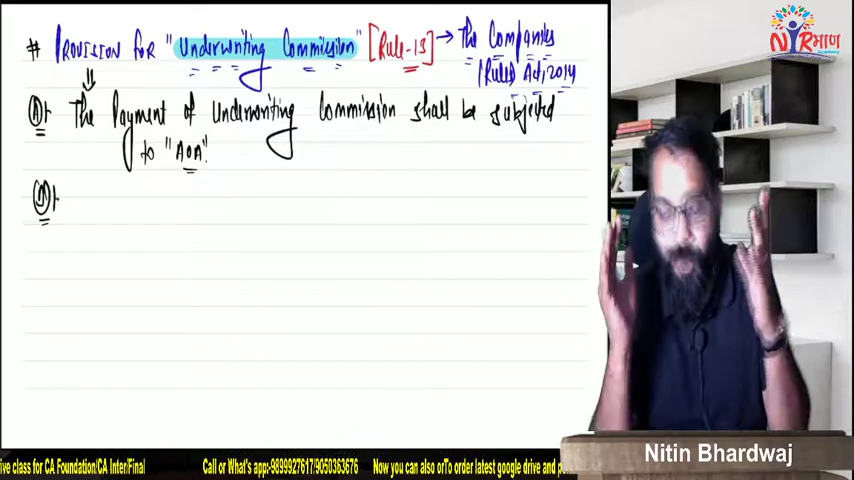 # PROVISION FOR "Underwriting Commission" [Rule-13] → The Companies
(Rules) Act, 2014
(A) The Payment of Underwriting Commission shall be subjected
to "AOA".
NIRमाण
Nitin Bhardwaj
ive class for CA Foundation/CA Inter/Final Call or What's app:-9899927617/9050363676 Now you can also orTo order latest google drive and p